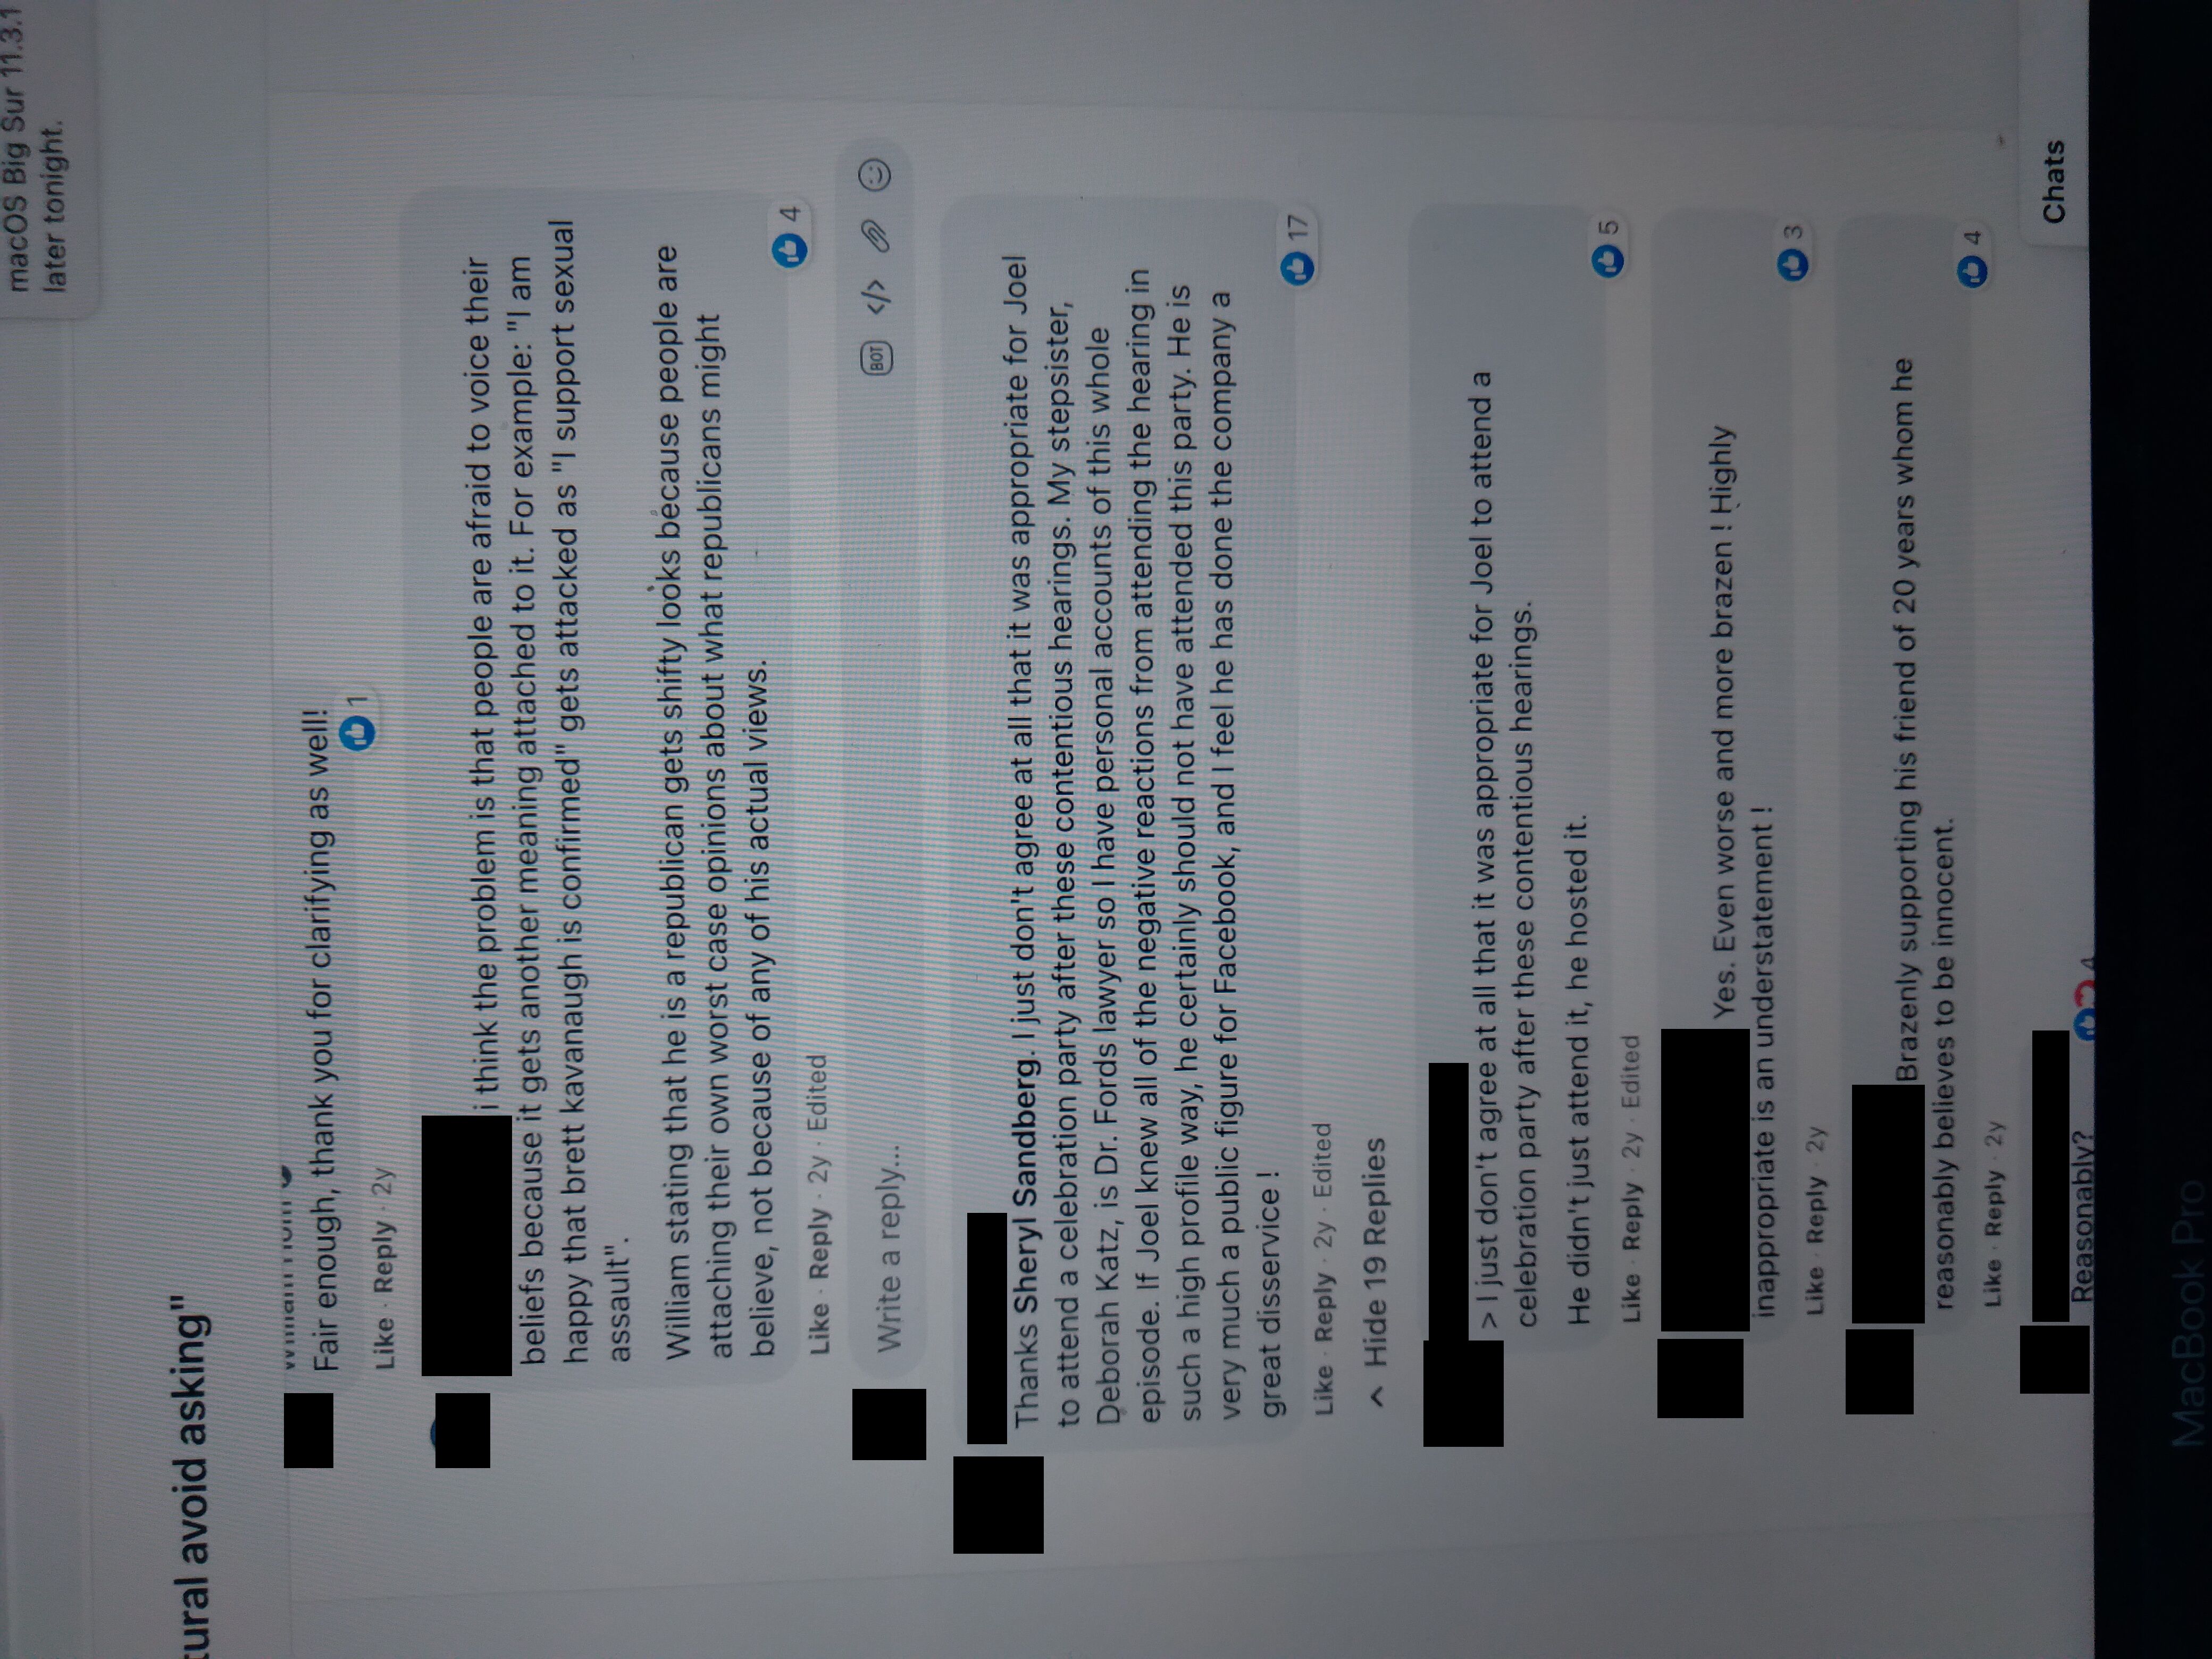 macOS Big Sur 11.3.1
later tonight.
tural avoid asking"
Fair enough, thank you for clarifying as well!
1
Like · Reply · 2y
i think the problem is that people are afraid to voice their
beliefs because it gets another meaning attached to it. For example: "I am
happy that brett kavanaugh is confirmed" gets attacked as "I support sexual
assault".
William stating that he is a republican gets shifty looks because people are
attaching their own worst case opinions about what republicans might
believe, not because of any of his actual views.
4
Like · Reply · 2y · Edited
Write a reply...
BOT </>
Thanks Sheryl Sandberg. I just don't agree at all that it was appropriate for Joel
to attend a celebration party after these contentious hearings. My stepsister,
Deborah Katz, is Dr. Fords lawyer so I have personal accounts of this whole
episode. If Joel knew all of the negative reactions from attending the hearing in
such a high profile way, he certainly should not have attended this party. He is
very much a public figure for Facebook, and I feel he has done the company a
great disservice !
17
Like · Reply · 2y · Edited
Hide 19 Replies
> I just don't agree at all that it was appropriate for Joel to attend a
celebration party after these contentious hearings.
He didn't just attend it, he hosted it.
5
Like · Reply · 2y · Edited
Yes. Even worse and more brazen ! Highly
inappropriate is an understatement !
3
Like · Reply · 2y
Brazenly supporting his friend of 20 years whom he
reasonably believes to be innocent.
4
Like · Reply · 2y
Reasonably?
4
Chats
MacBook Pro